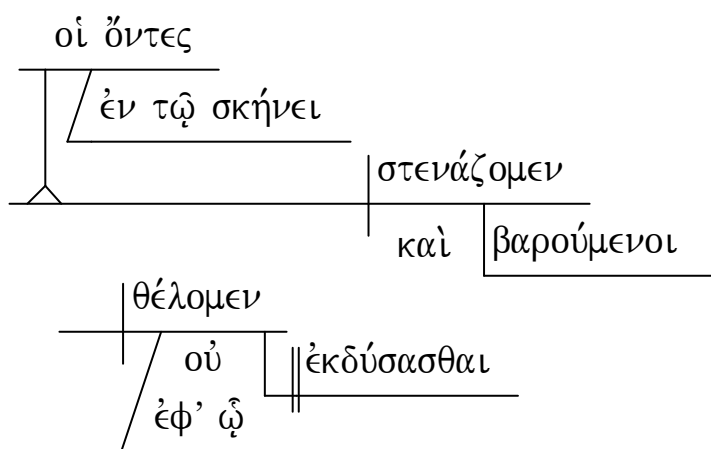 οἱ ὄντες
ἐν τῷ σκήνει
στενάζομεν
καὶ βαρούμενοι
θέλομεν
οὐ ἐκδύσασθαι
ἐφ’ ᾧ